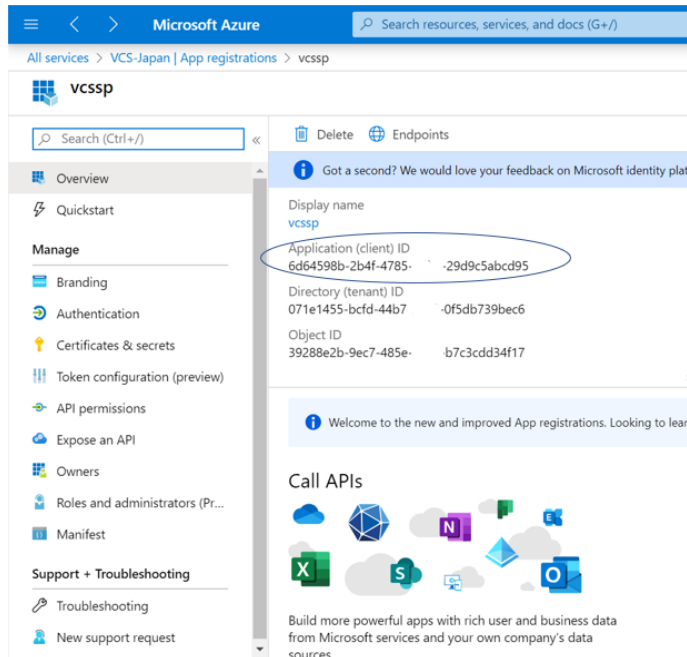 Microsoft Azure
Search resources, services, and docs (G+/)
All services > VCS-Japan | App registrations > vcssp
vcssp
Search (Ctrl+/)
«
Overview
Quickstart
Manage
Branding
Authentication
Certificates & secrets
Token configuration (preview)
API permissions
Expose an API
Owners
Roles and administrators (Pr...
Manifest
Support + Troubleshooting
Troubleshooting
New support request
Delete
Endpoints
Got a second? We would love your feedback on Microsoft identity plat
Display name
vcssp
Application (client) ID
6d64598b-2b4f-4785- -29d9c5abcd95
Directory (tenant) ID
071e1455-bcfd-44b7 -0f5db739bec6
Object ID
39288e2b-9ec7-485e- -b7c3cdd34f17
Welcome to the new and improved App registrations. Looking to lear
Call APIs
N
E
X
S
O
Build more powerful apps with rich user and business data
from Microsoft services and your own company's data
sources